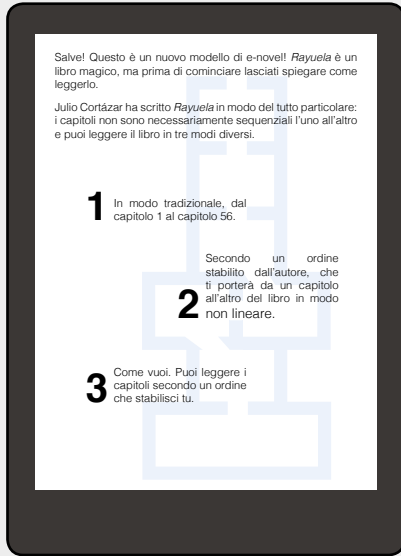 Salve! Questo è un nuovo modello di e-novel! Rayuela è un
libro magico, ma prima di cominciare lasciati spiegare come
leggerlo.
Julio Cortázar ha scritto Rayuela in modo del tutto particolare:
i capitoli non sono necessariamente sequenziali l'uno all'altro
e puoi leggere il libro in tre modi diversi.
1
In modo tradizionale, dal
capitolo 1 al capitolo 56.
2
Secondo un ordine
stabilito dall'autore, che
ti porterà da un capitolo
all'altro del libro in modo
non lineare.
3
Come vuoi. Puoi leggere i
capitoli secondo un ordine
che stabilisci tu.